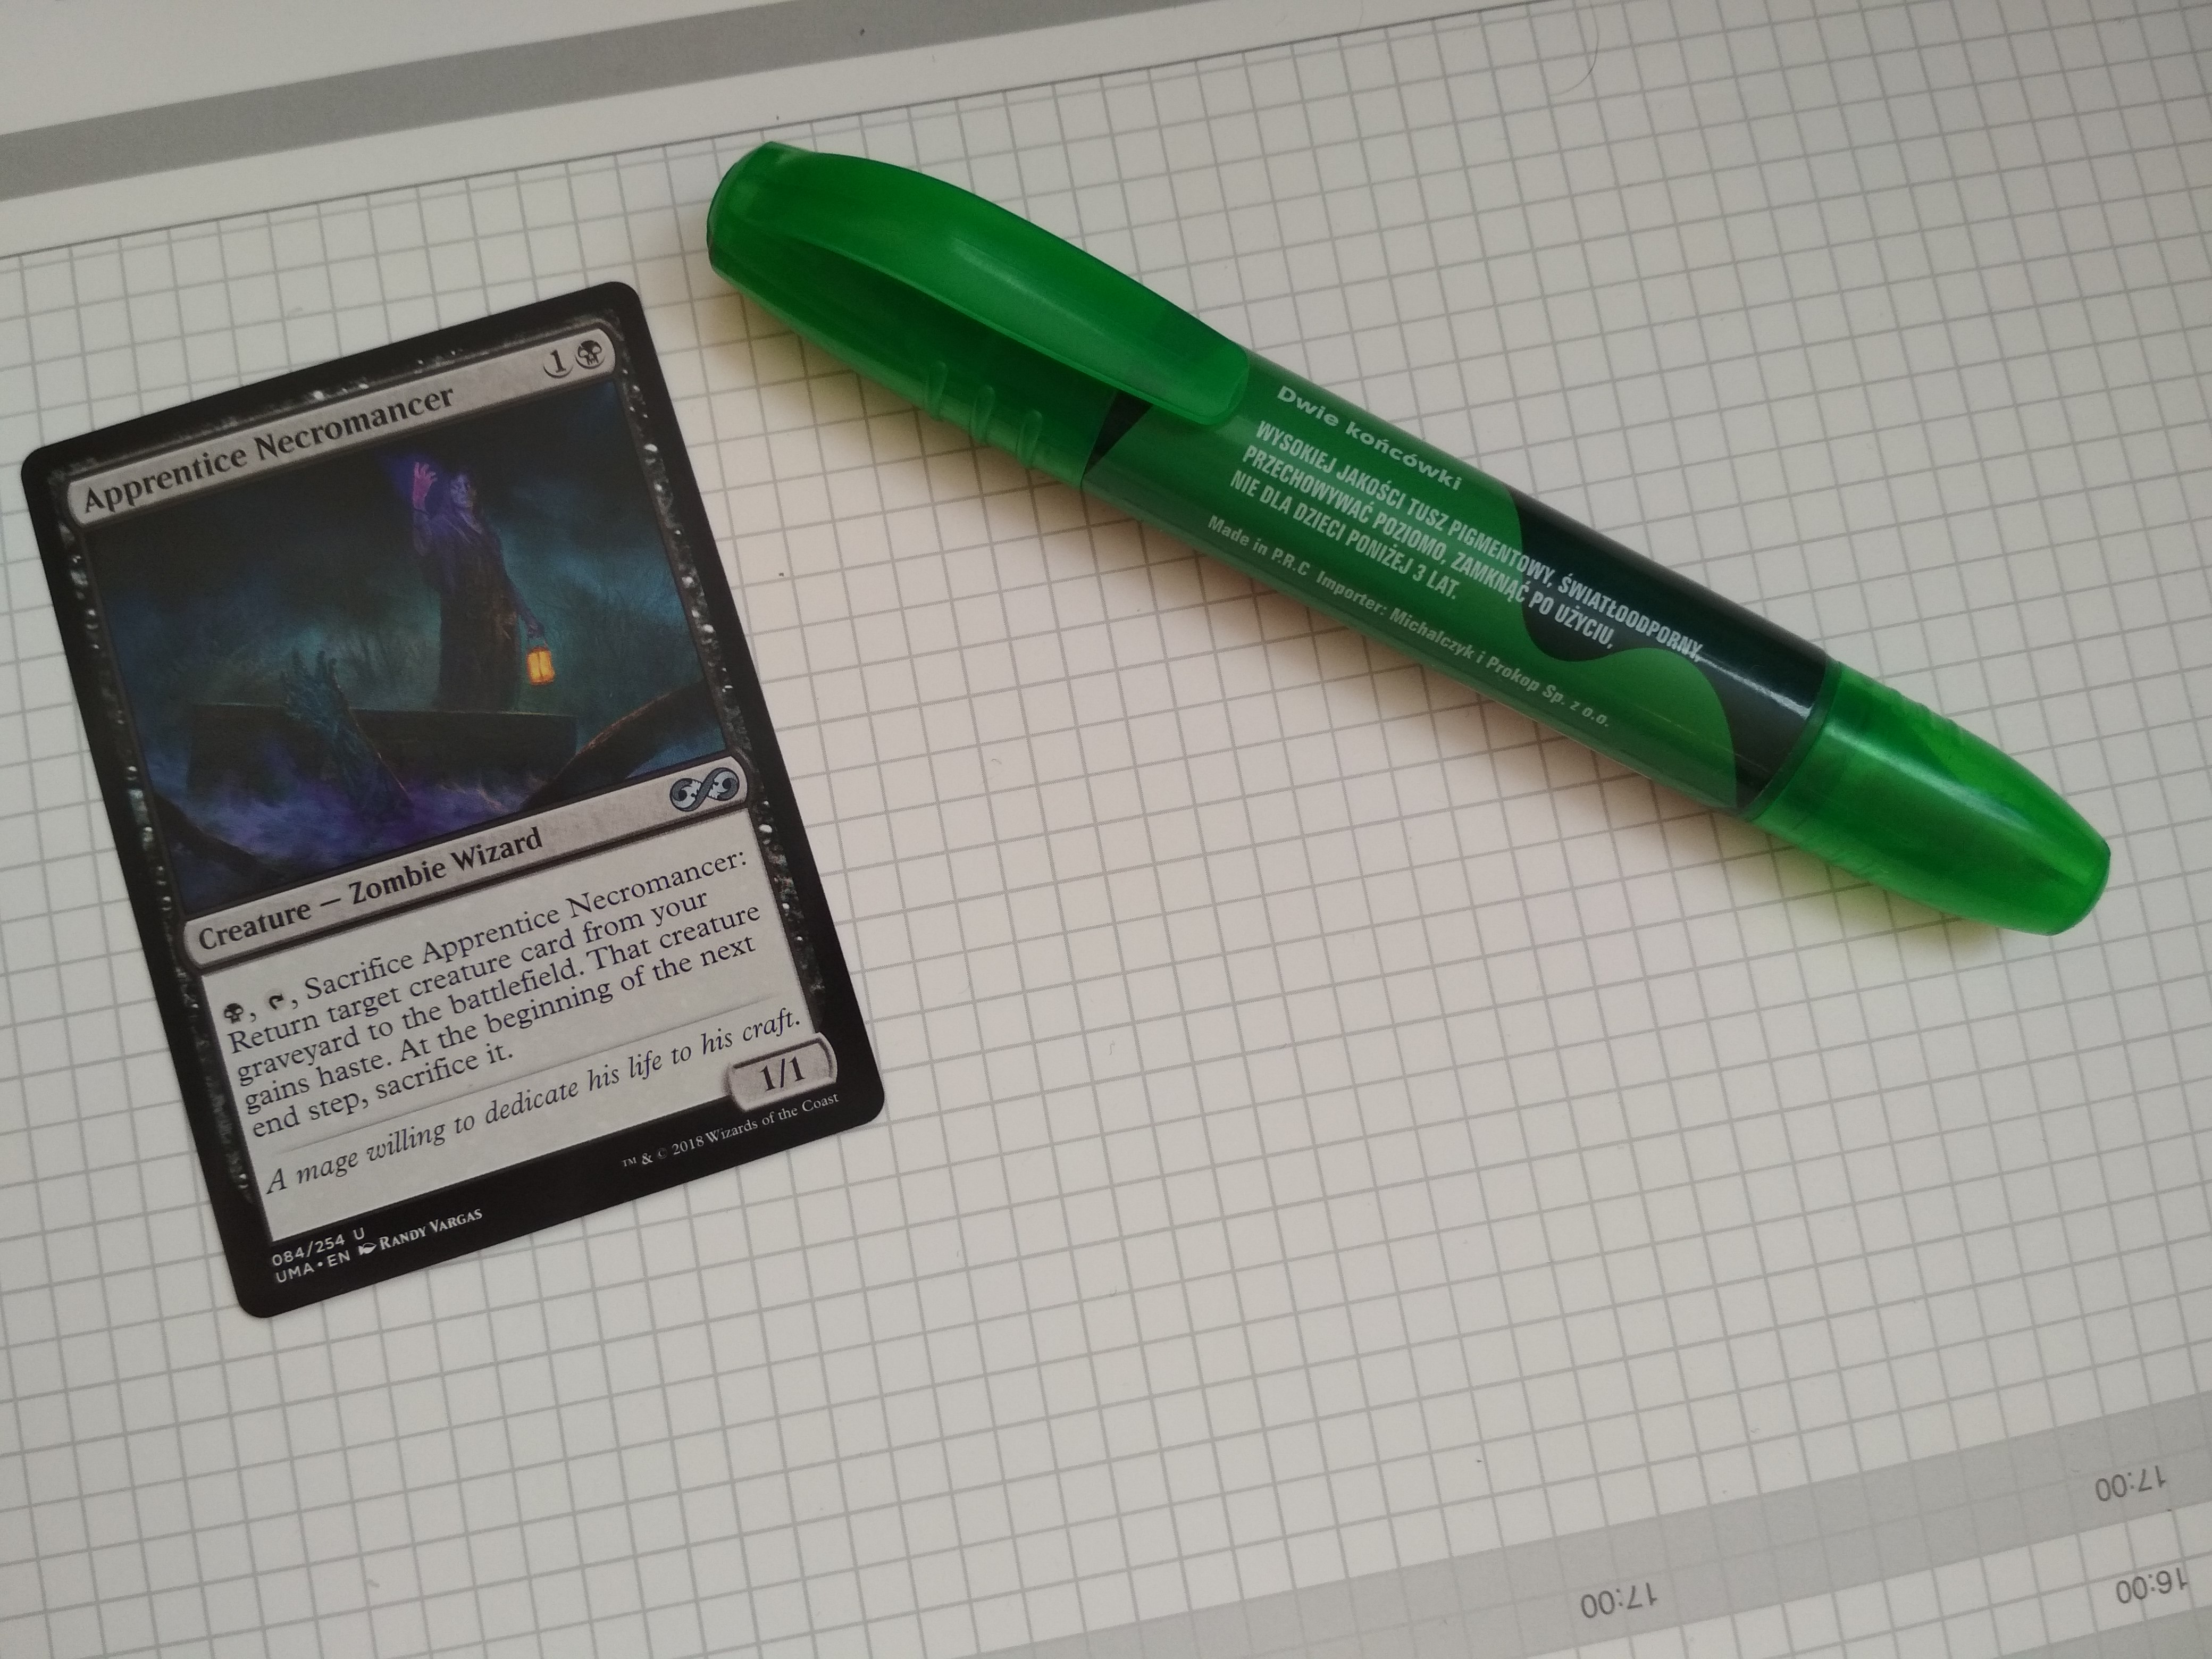 Apprentice Necromancer
1
Creature — Zombie Wizard
, , Sacrifice Apprentice Necromancer:
Return target creature card from your
graveyard to the battlefield. That creature
gains haste. At the beginning of the next
end step, sacrifice it.
A mage willing to dedicate his life to his craft.
1/1
084/254 U
UMA • EN RANDY VARGAS
™ & © 2018 Wizards of the Coast
Dwie końcówki
WYSOKIEJ JAKOŚCI TUSZ PIGMENTOWY, ŚWIATŁOODPORNY,
PRZECHOWYWAĆ POZIOMO, ZAMKNĄĆ PO UŻYCIU,
NIE DLA DZIECI PONIŻEJ 3 LAT.
Made in P.R.C Importer: Michalczyk i Prokop Sp. z o.o.
17:00
17:00
16:00